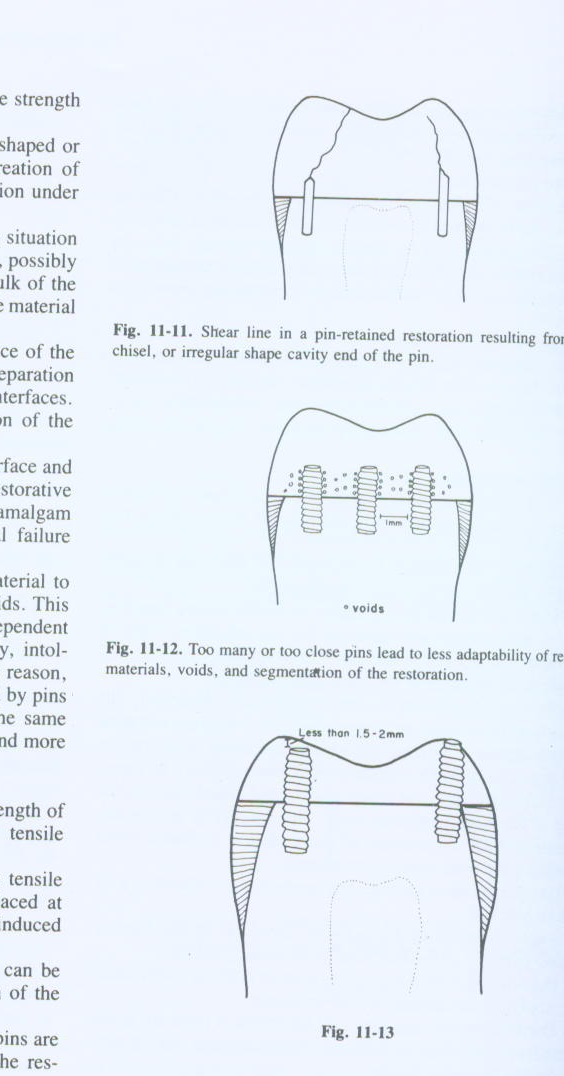 e strength
shaped or
reation of
ion under
situation
, possibly
ulk of the
e material
ce of the
eparation
terfaces.
on of the
rface and
storative
amalgam
l failure
aterial to
ids. This
ependent
y, intol-
reason,
by pins
he same
nd more
ength of
tensile
tensile
aced at
induced
can be
of the
pins are
he res-
Fig. 11-11. Shear line in a pin-retained restoration resulting fro
chisel, or irregular shape cavity end of the pin.
1mm
° voids
Fig. 11-12. Too many or too close pins lead to less adaptability of re
materials, voids, and segmentation of the restoration.
Less than 1.5-2mm
Fig. 11-13